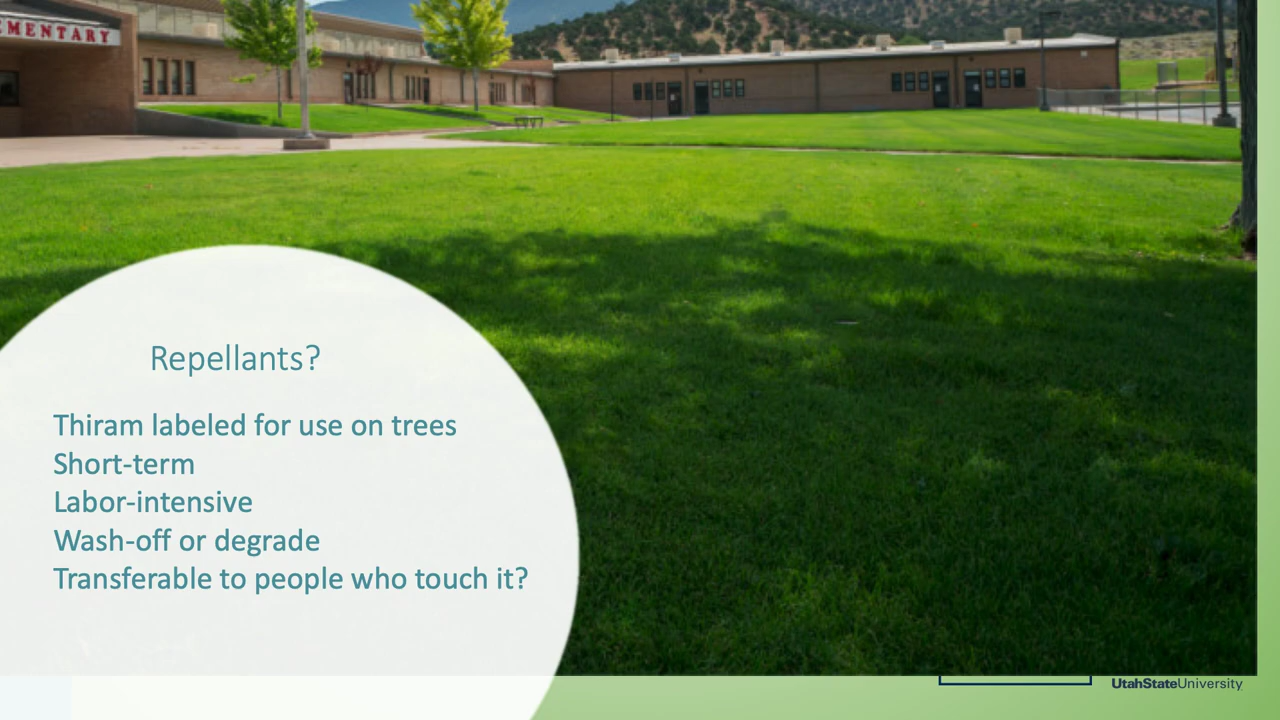 EMENTARY
Repellants?
Thiram labeled for use on trees
Short-term
Labor-intensive
Wash-off or degrade
Transferable to people who touch it?
UtahStateUniversity